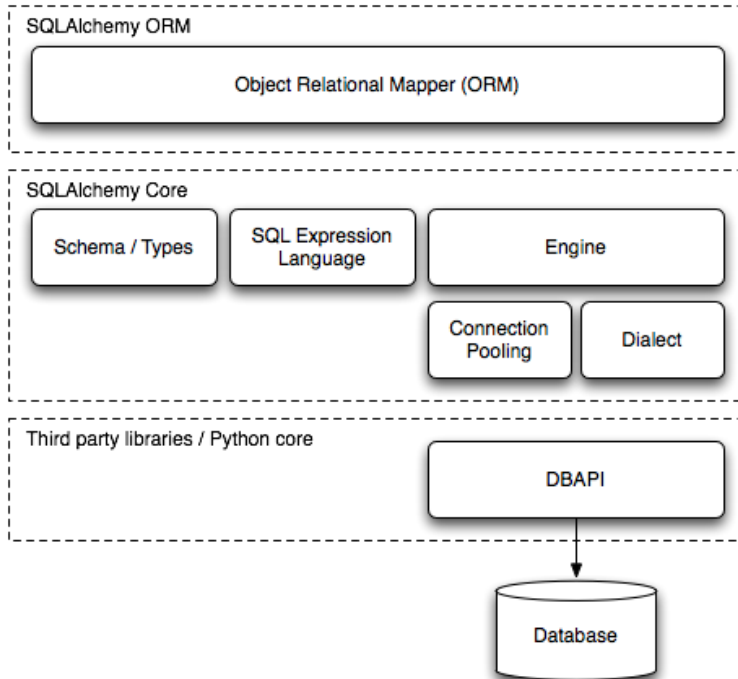 SQLAlchemy ORM
Object Relational Mapper (ORM)
SQLAlchemy Core
Schema / Types
SQL Expression
Language
Engine
Connection
Pooling
Dialect
Third party libraries / Python core
DBAPI
Database